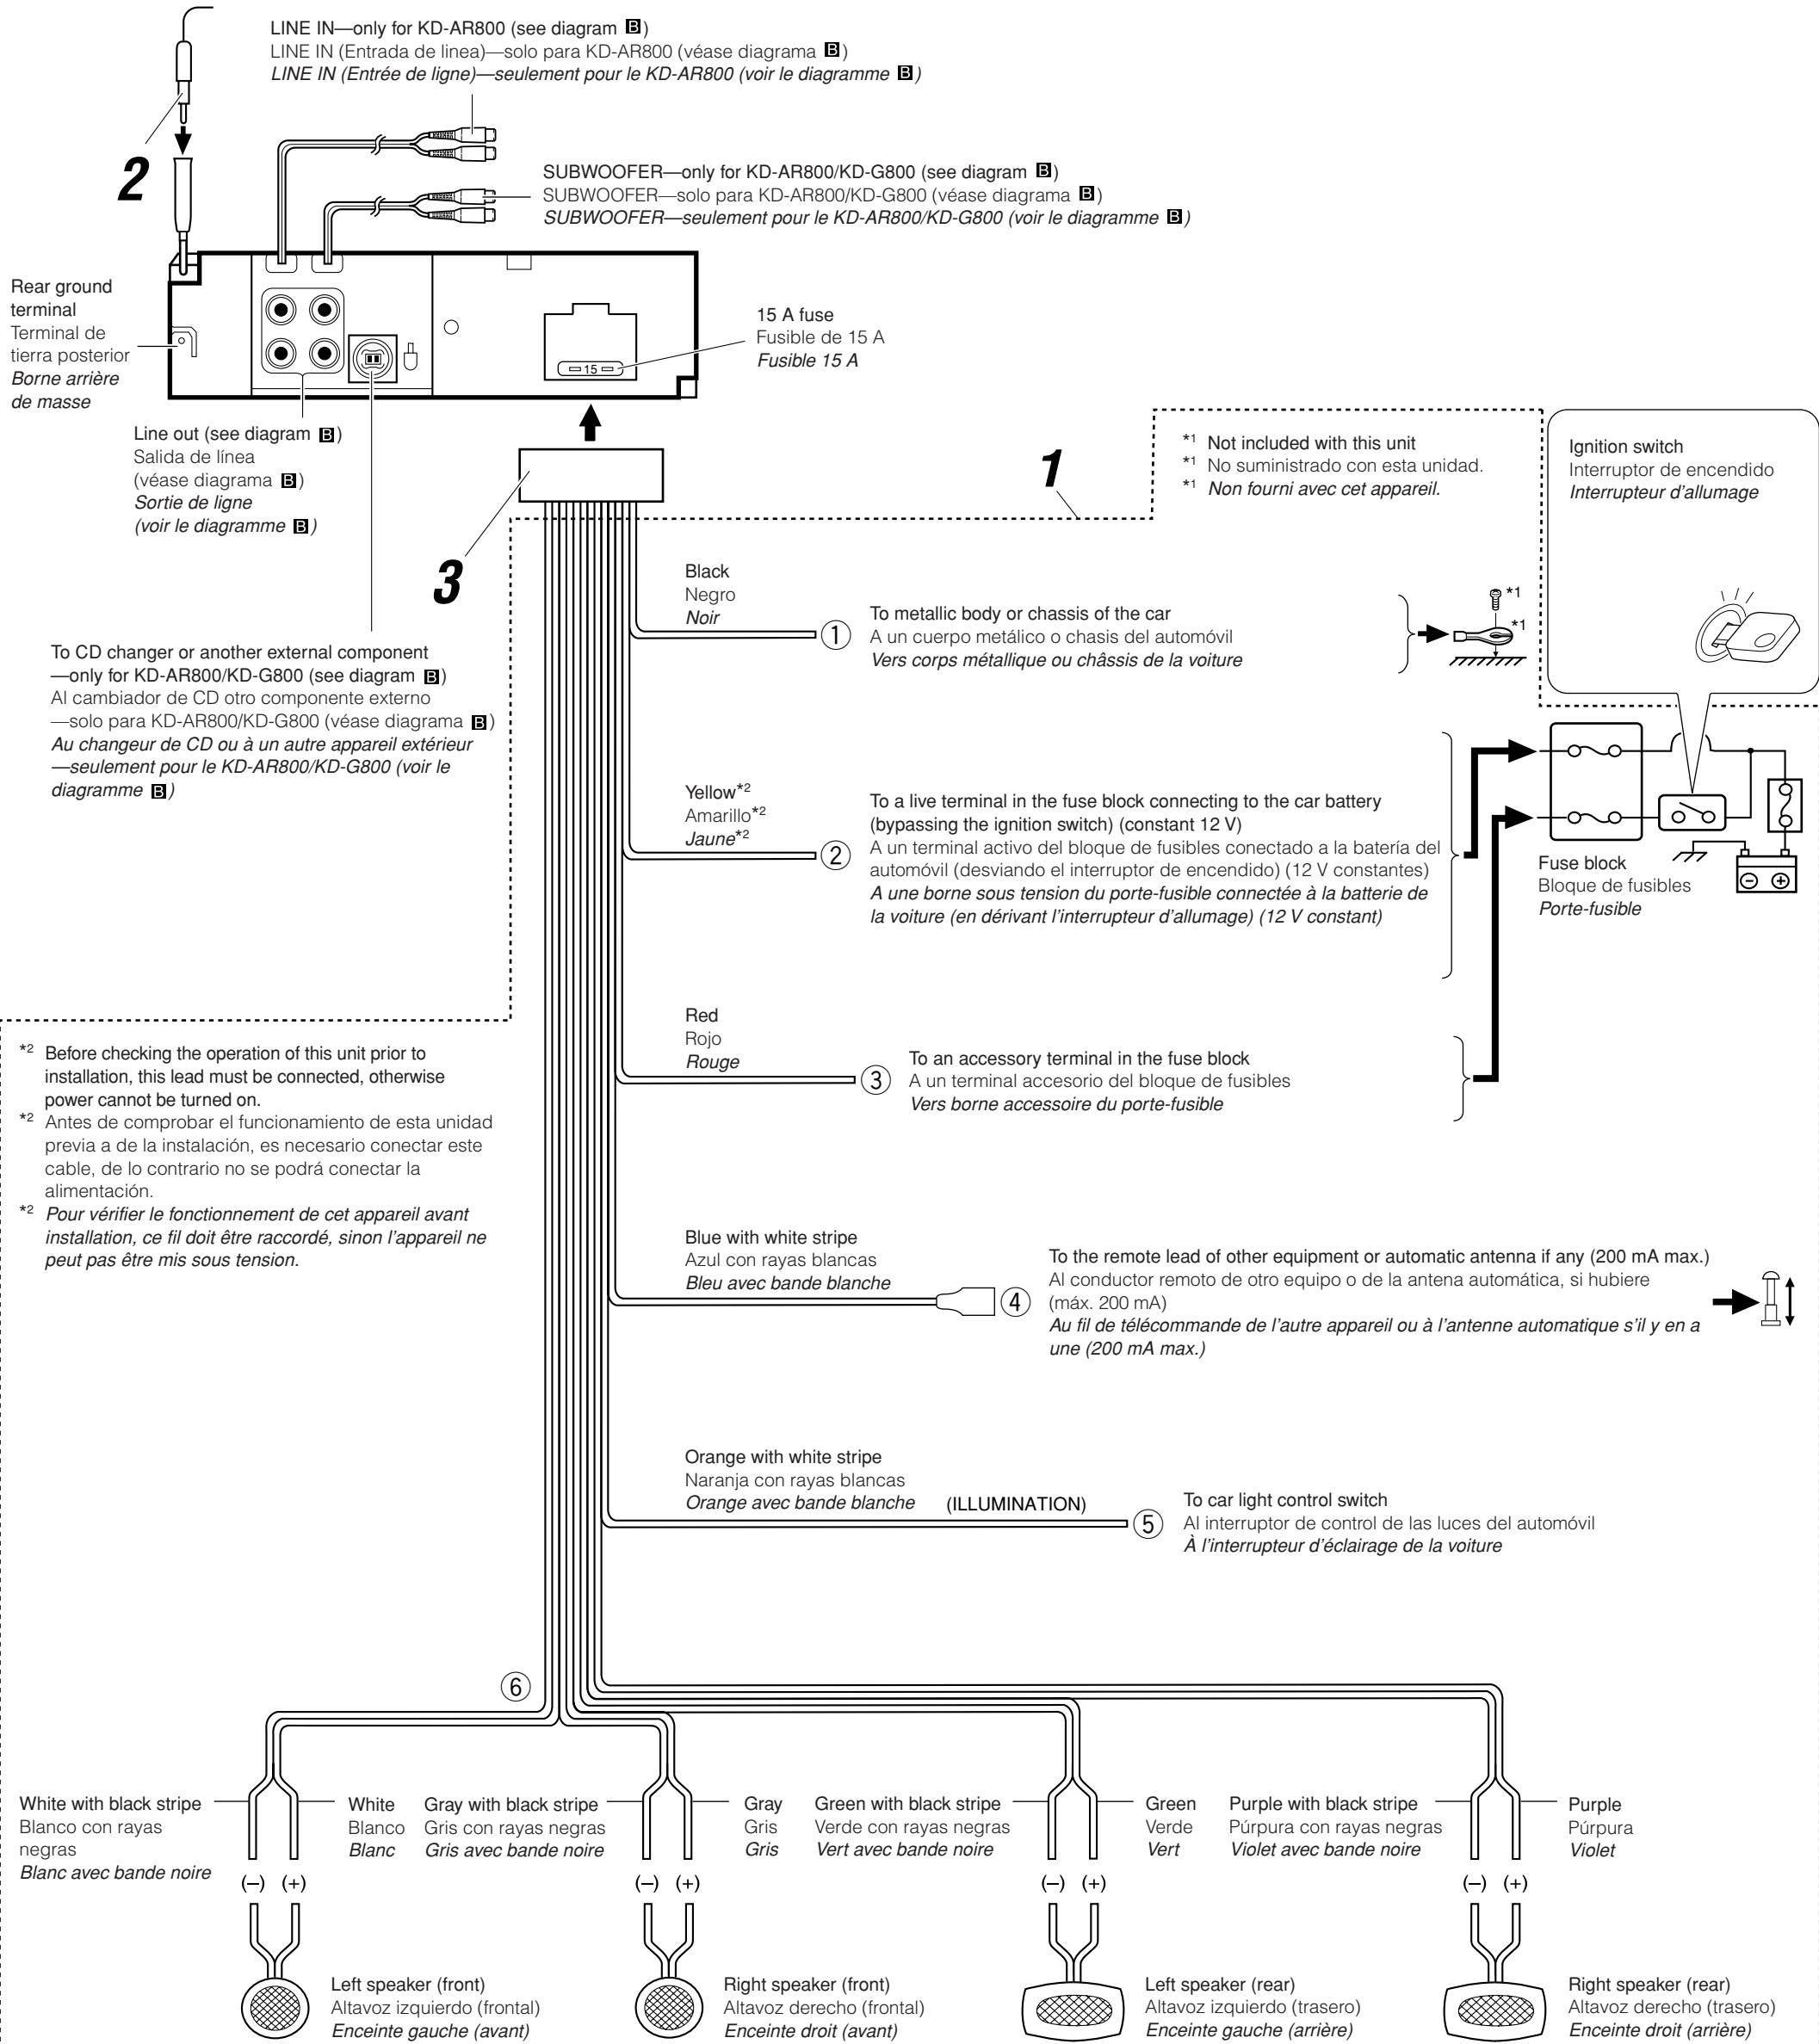 LINE IN—only for KD-AR800 (see diagram B)
LINE IN (Entrada de linea)—solo para KD-AR800 (véase diagrama B)
LINE IN (Entrée de ligne)—seulement pour le KD-AR800 (voir le diagramme B)
2
SUBWOOFER—only for KD-AR800/KD-G800 (see diagram B)
SUBWOOFER—solo para KD-AR800/KD-G800 (véase diagrama B)
SUBWOOFER—seulement pour le KD-AR800/KD-G800 (voir le diagramme B)
Rear ground
terminal
Terminal de
tierra posterior
Borne arrière
de masse
15 A fuse
Fusible de 15 A
Fusible 15 A
15
Line out (see diagram B)
Salida de línea
(véase diagrama B)
Sortie de ligne
(voir le diagramme B)
3
1
*1 Not included with this unit
*1 No suministrado con esta unidad.
*1 Non fourni avec cet appareil.
Ignition switch
Interruptor de encendido
Interrupteur d'allumage
To CD changer or another external component
—only for KD-AR800/KD-G800 (see diagram B)
Al cambiador de CD otro componente externo
—solo para KD-AR800/KD-G800 (véase diagrama B)
Au changeur de CD ou à un autre appareil extérieur
—seulement pour le KD-AR800/KD-G800 (voir le
diagramme B)
Black
Negro
Noir
①
To metallic body or chassis of the car
A un cuerpo metálico o chasis del automóvil
Vers corps métallique ou châssis de la voiture
*1
*1
Yellow*2
Amarillo*2
Jaune*2
②
To a live terminal in the fuse block connecting to the car battery
(bypassing the ignition switch) (constant 12 V)
A un terminal activo del bloque de fusibles conectado a la batería del
automóvil (desviando el interruptor de encendido) (12 V constantes)
A une borne sous tension du porte-fusible connectée à la batterie de
la voiture (en dérivant l'interrupteur d'allumage) (12 V constant)
Fuse block
Bloque de fusibles
Porte-fusible
Red
Rojo
Rouge
③
To an accessory terminal in the fuse block
A un terminal accesorio del bloque de fusibles
Vers borne accessoire du porte-fusible
*2 Before checking the operation of this unit prior to
installation, this lead must be connected, otherwise
power cannot be turned on.
*2 Antes de comprobar el funcionamiento de esta unidad
previa a de la instalación, es necesario conectar este
cable, de lo contrario no se podrá conectar la
alimentación.
*2 Pour vérifier le fonctionnement de cet appareil avant
installation, ce fil doit être raccordé, sinon l'appareil ne
peut pas être mis sous tension.
Blue with white stripe
Azul con rayas blancas
Bleu avec bande blanche
④
To the remote lead of other equipment or automatic antenna if any (200 mA max.)
Al conductor remoto de otro equipo o de la antena automática, si hubiere
(máx. 200 mA)
Au fil de télécommande de l'autre appareil ou à l'antenne automatique s'il y en a
une (200 mA max.)
Orange with white stripe
Naranja con rayas blancas
Orange avec bande blanche
(ILLUMINATION)
⑤
To car light control switch
Al interruptor de control de las luces del automóvil
À l'interrupteur d'éclairage de la voiture
⑥
White with black stripe
Blanco con rayas
negras
Blanc avec bande noire
White
Blanco
Blanc
Gray with black stripe
Gris con rayas negras
Gris avec bande noire
Gray
Gris
Gris
Green with black stripe
Verde con rayas negras
Vert avec bande noire
Green
Verde
Vert
Purple with black stripe
Púrpura con rayas negras
Violet avec bande noire
Purple
Púrpura
Violet
(–) (+)
(–) (+)
(–) (+)
(–) (+)
Left speaker (front)
Altavoz izquierdo (frontal)
Enceinte gauche (avant)
Right speaker (front)
Altavoz derecho (frontal)
Enceinte droit (avant)
Left speaker (rear)
Altavoz izquierdo (trasero)
Enceinte gauche (arrière)
Right speaker (rear)
Altavoz derecho (trasero)
Enceinte droit (arrière)